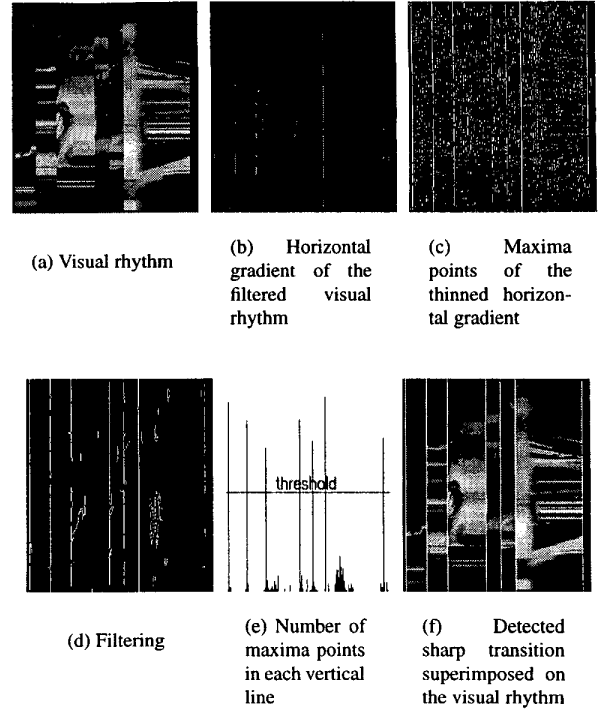 (a) Visual rhythm
(b) Horizontal
gradient of the
filtered visual
rhythm
(c) Maxima
points of the
thinned horizon-
tal gradient
threshold
(d) Filtering
(e) Number of
maxima points
in each vertical
line
(f) Detected
sharp transition
superimposed on
the visual rhythm